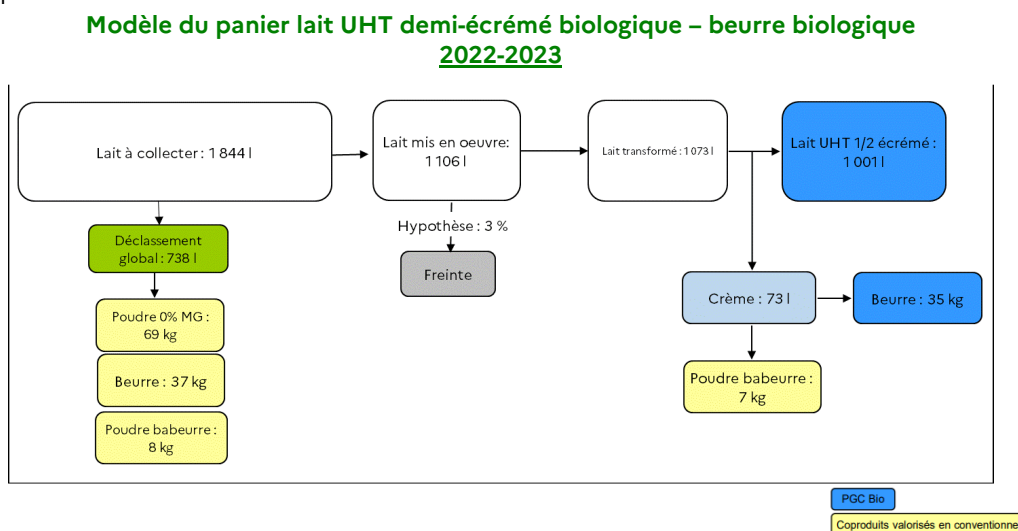 Modèle du panier lait UHT demi-écrémé biologique – beurre biologique
2022-2023
Lait à collecter : 1 844 l
Lait mis en oeuvre:
1 106 l
Lait transformé : 1 073 l
Lait UHT 1/2 écrémé :
1 001 l
Hypothèse : 3 %
Déclassement
global : 738 l
Freinte
Crème : 73 l
Beurre : 35 kg
Poudre 0% MG :
69 kg
Beurre : 37 kg
Poudre babeurre :
7 kg
Poudre babeurre :
8 kg
PGC Bio
Coproduits valorisés en conventionne